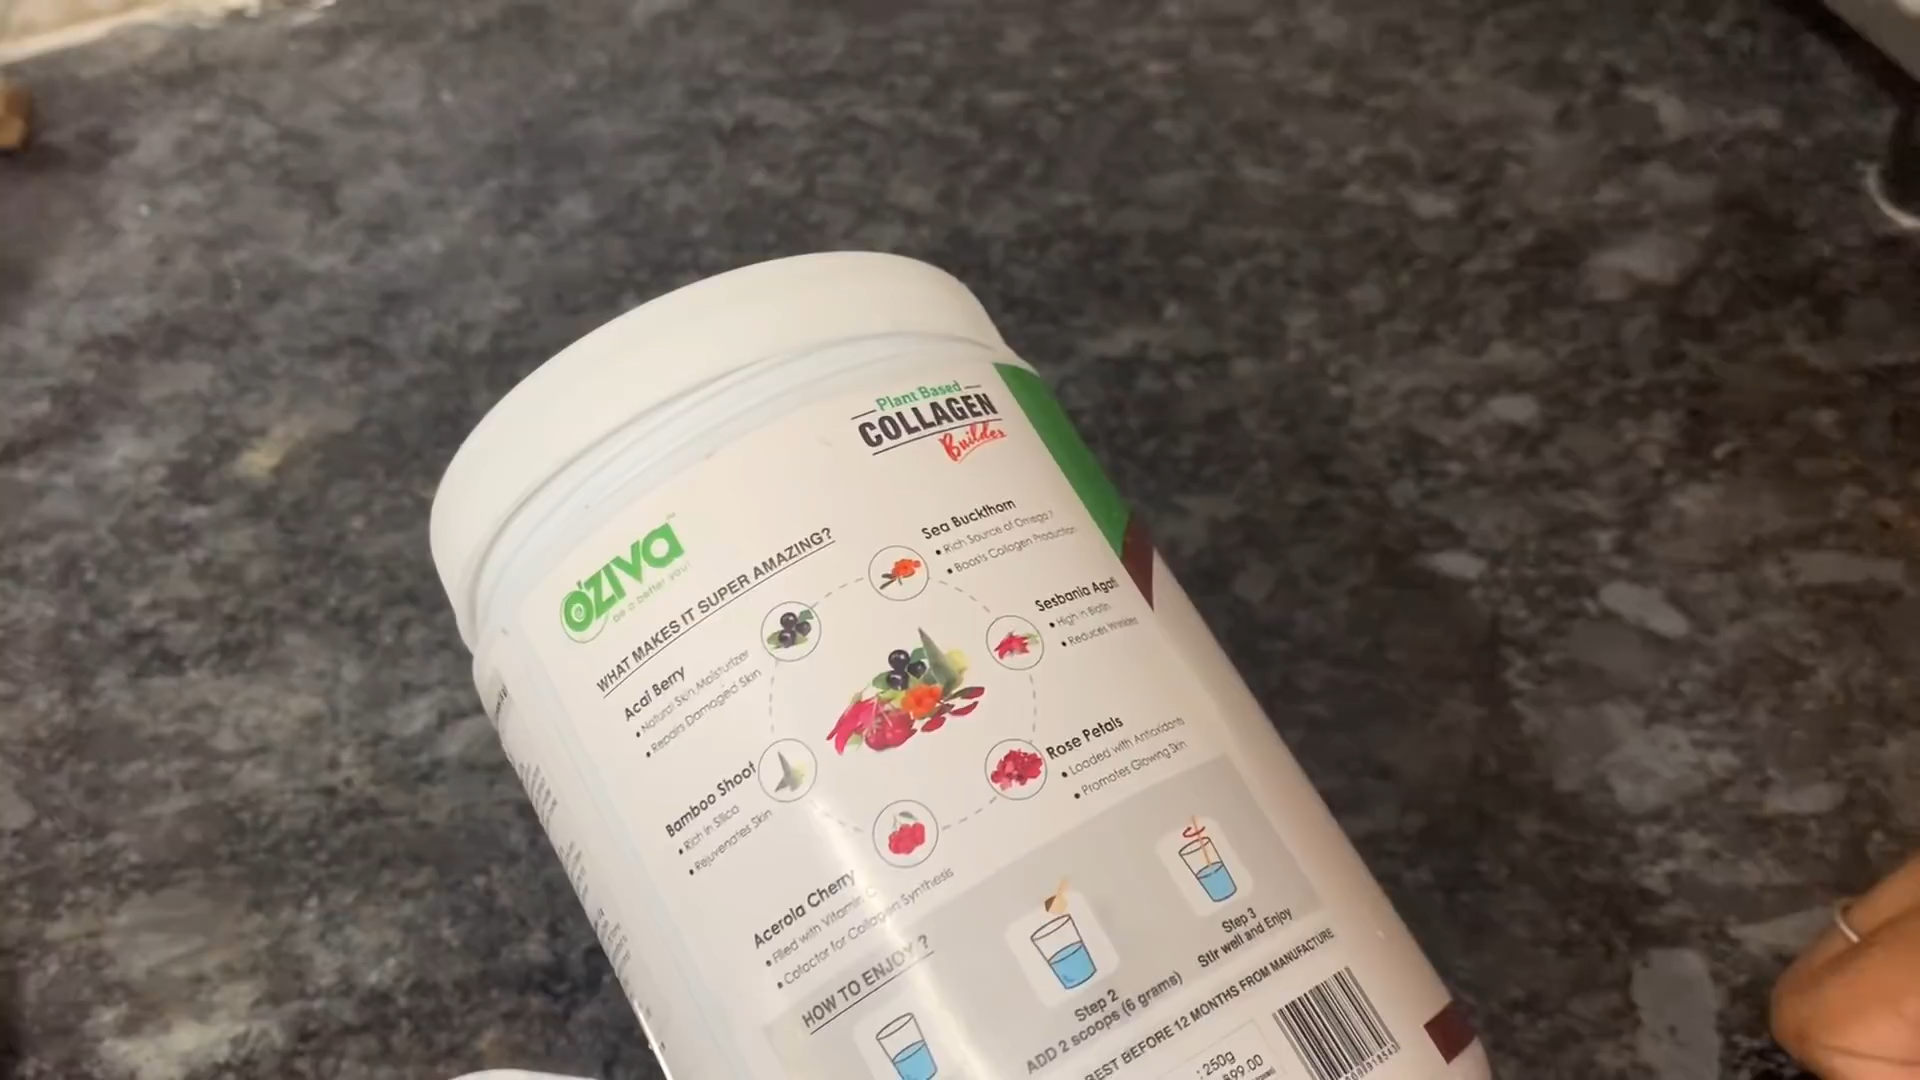 Plant Based
COLLAGEN
Builder
OZIVA
be a better you!
WHAT MAKES IT SUPER AMAZING?
Sea Buckthorn
• Rich Source of Omega 7
• Boosts Collagen Production
Sesbania Agati
• High in Biotin
• Reduces Wrinkles
Acai Berry
• Natural Skin Moisturizer
• Repairs Damaged Skin
Rose Petals
• Loaded with Antioxidants
• Promotes Glowing Skin
Bamboo Shoot
• Rich in Silica
• Rejuvenates Skin
Acerola Cherry
• Filled with Vitamin C
• Cofactor for Collagen Synthesis
HOW TO ENJOY ?
Step 2
ADD 2 scoops (6 grams)
Step 3
Stir well and Enjoy
BEST BEFORE 12 MONTHS FROM MANUFACTURE
: 250g
899.00